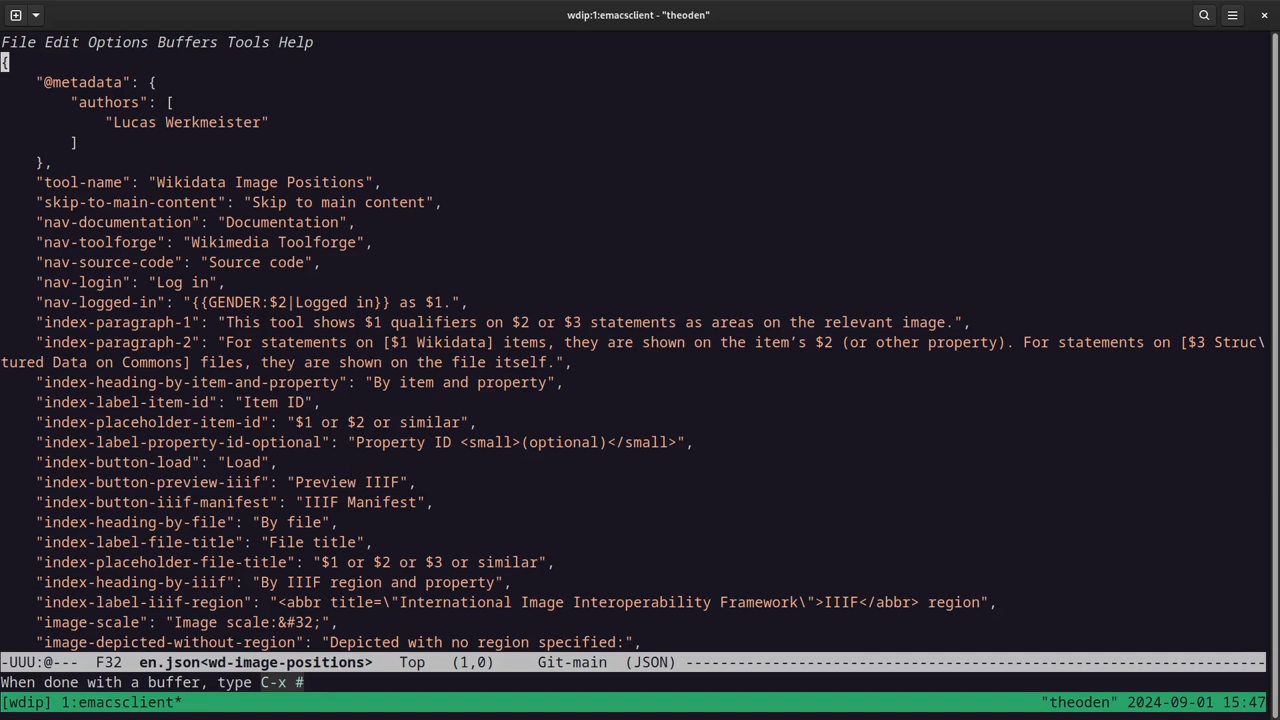 wdip:1:emacsclient - "theoden"
File Edit Options Buffers Tools Help
{
    "@metadata": {
        "authors": [
            "Lucas Werkmeister"
        ]
    },
    "tool-name": "Wikidata Image Positions",
    "skip-to-main-content": "Skip to main content",
    "nav-documentation": "Documentation",
    "nav-toolforge": "Wikimedia Toolforge",
    "nav-source-code": "Source code",
    "nav-login": "Log in",
    "nav-logged-in": "{{GENDER:$2|Logged in}} as $1.",
    "index-paragraph-1": "This tool shows $1 qualifiers on $2 or $3 statements as areas on the relevant image.",
    "index-paragraph-2": "For statements on [$1 Wikidata] items, they are shown on the item’s $2 (or other property). For statements on [$3 Struc\
tured Data on Commons] files, they are shown on the file itself.",
    "index-heading-by-item-and-property": "By item and property",
    "index-label-item-id": "Item ID",
    "index-placeholder-item-id": "$1 or $2 or similar",
    "index-label-property-id-optional": "Property ID <small>(optional)</small>",
    "index-button-load": "Load",
    "index-button-preview-iiif": "Preview IIIF",
    "index-button-iiif-manifest": "IIIF Manifest",
    "index-heading-by-file": "By file",
    "index-label-file-title": "File title",
    "index-placeholder-file-title": "$1 or $2 or $3 or similar",
    "index-heading-by-iiif": "By IIIF region and property",
    "index-label-iiif-region": "<abbr title=\"International Image Interoperability Framework\">IIIF</abbr> region",
    "image-scale": "Image scale:&#32;",
    "image-depicted-without-region": "Depicted with no region specified:",
-UUU:@---  F32  en.json<wd-image-positions>   Top   (1,0)     Git-main  (JSON) -------------------------------------------------------------------
When done with a buffer, type C-x #
[wdip] 1:emacsclient* "theoden" 2024-09-01 15:47